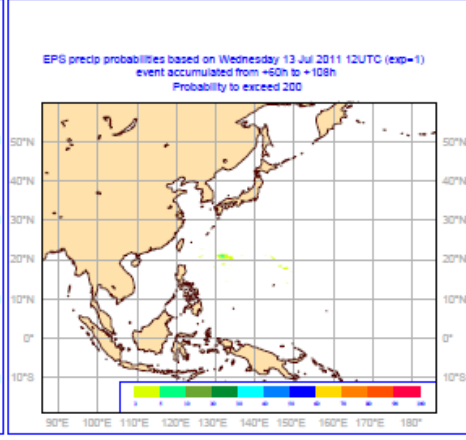 EPS precip probabilities based on Wednesday 13 Jul 2011 12UTC (exp=1)
event accumulated from +60h to +108h
Probability to exceed 200
50°N 50°N
40°N 40°N
30°N 30°N
20°N 20°N
10°N 10°N
0° 0°
10°S 10°S
90°E 100°E 110°E 120°E 130°E 140°E 150°E 160°E 170°E 180°